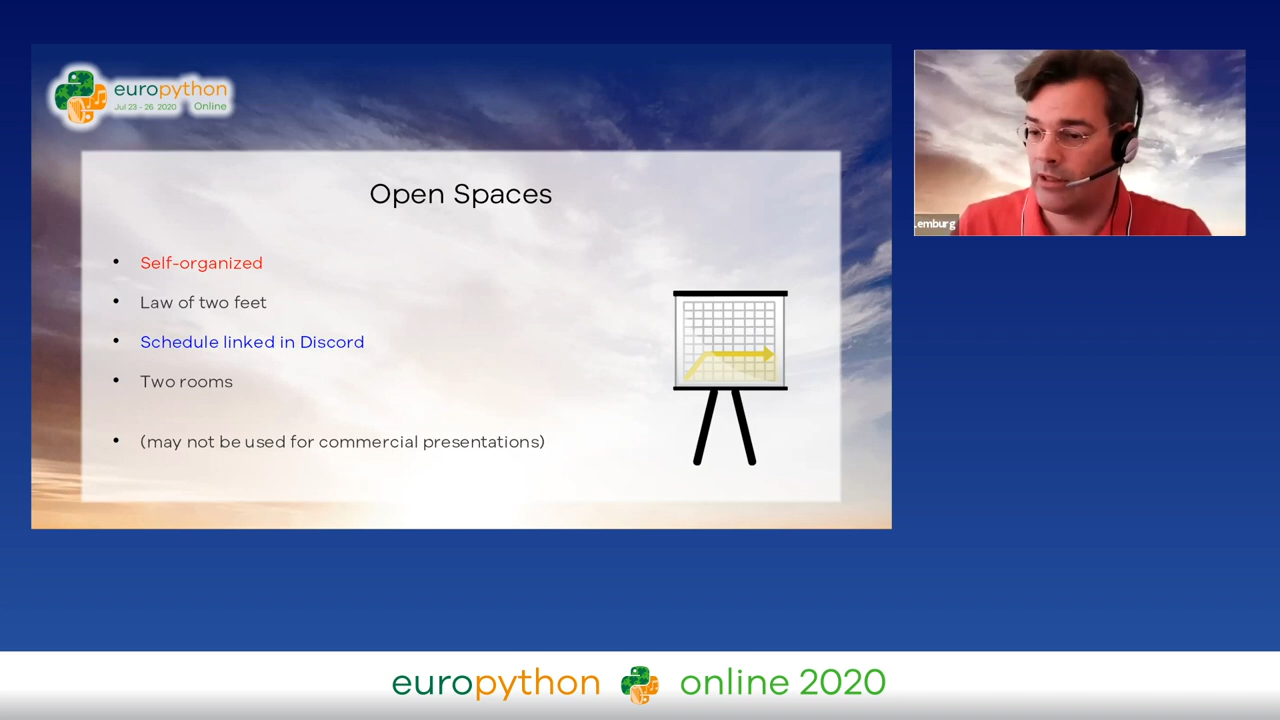 europython
Jul 23 - 26 2020 Online
Open Spaces
• Self-organized
• Law of two feet
• Schedule linked in Discord
• Two rooms
• (may not be used for commercial presentations)
emburg
europython online 2020